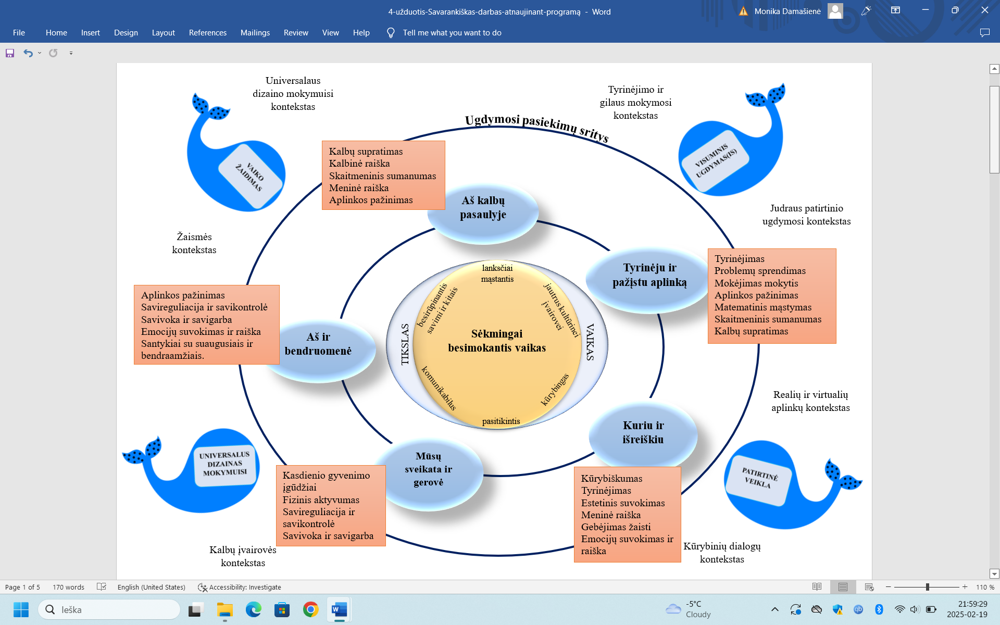 4-užduotis-Savarankiškas-darbas-atnaujinant-programą - Word
Monika Damašienė
File
Home
Insert
Design
Layout
References
Mailings
Review
View
Help
Tell me what you want to do
Universalaus
dizaino mokymuisi
kontekstas
Tyrinėjimo ir
gilaus mokymosi
kontekstas
Ugdymosi pasiekimų sritys
VAIKO
ŽAIDIMAS
VISUMINIS
UGDYMAS(IS)
Kalbų supratimas
Kalbinė raiška
Skaitmeninis sumanumas
Meninė raiška
Aplinkos pažinimas
Aš kalbų
pasaulyje
Judraus patirtinio
ugdymosi kontekstas
Žaismės
kontekstas
Tyrinėju ir
pažįstu aplinką
Tyrinėjimas
Problemų sprendimas
Mokėjimas mokytis
Aplinkos pažinimas
Matematinis mąstymas
Skaitmeninis sumanumas
Kalbų supratimas
Aplinkos pažinimas
Savireguliacija ir savikontrolė
Savivoka ir savigarba
Emocijų suvokimas ir raiška
Santykiai su suaugusiais ir
bendraamžiais.
Aš ir
bendruomenė
TIKSLAS
besirūpinantis
savimi ir kitais
lanksčiai
mąstantis
jautrus kultūrinei
įvairovei
Sėkmingai
besimokantis vaikas
VAIKAS
komunikabilus
kūrybingas
pasitikintis
Realių ir virtualių
aplinkų kontekstas
Kuriu ir
išreiškiu
UNIVERSALUS
DIZAINAS
MOKYMUISI
Mūsų
sveikata ir
gerovė
PATIRTINĖ
VEIKLA
Kasdienio gyvenimo
įgūdžiai
Fizinis aktyvumas
Savireguliacija ir
savikontrolė
Savivoka ir savigarba
Kūrybiškumas
Tyrinėjimas
Estetinis suvokimas
Meninė raiška
Gebėjimas žaisti
Emocijų suvokimas ir
raiška
Kalbų įvairovės
kontekstas
Kūrybinių dialogų
kontekstas
Page 1 of 5
170 words
English (United States)
Accessibility: Investigate
110 %
Ieška
-5°C
Cloudy
qb
21:59:29
2025-02-19